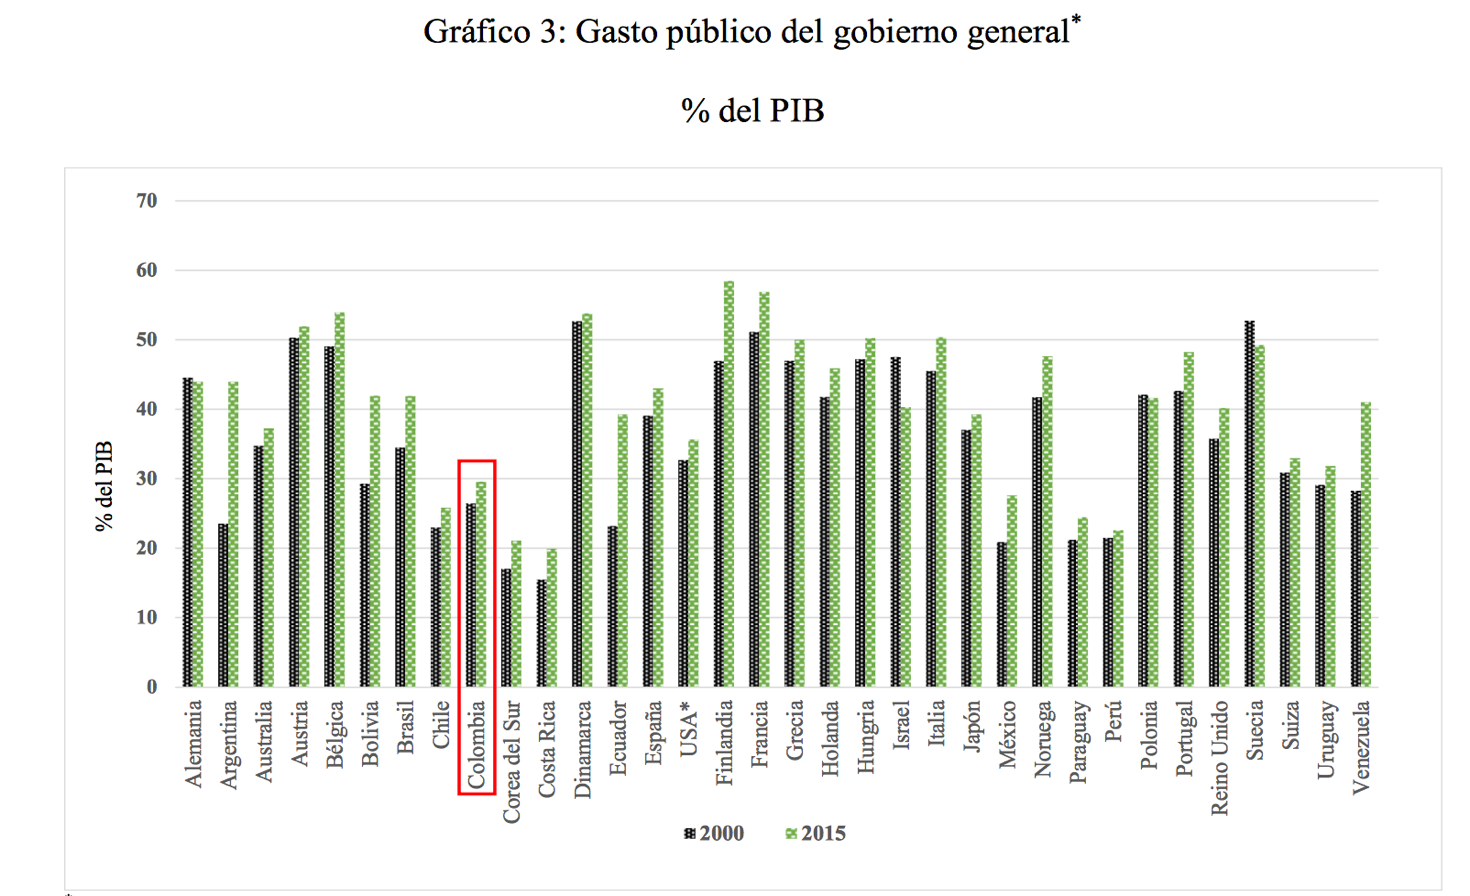 Gráfico 3: Gasto público del gobierno general*
% del PIB
70
60
50
40
30
20
10
0
% del PIB
Alemania
Argentina
Australia
Austria
Bélgica
Bolivia
Brasil
Chile
Colombia
Corea del Sur
Costa Rica
Dinamarca
Ecuador
España
USA*
Finlandia
Francia
Grecia
Holanda
Hungria
Israel
Italia
Japón
México
Noruega
Paraguay
Perú
Polonia
Portugal
Reino Unido
Suecia
Suiza
Uruguay
Venezuela
2000
2015
*